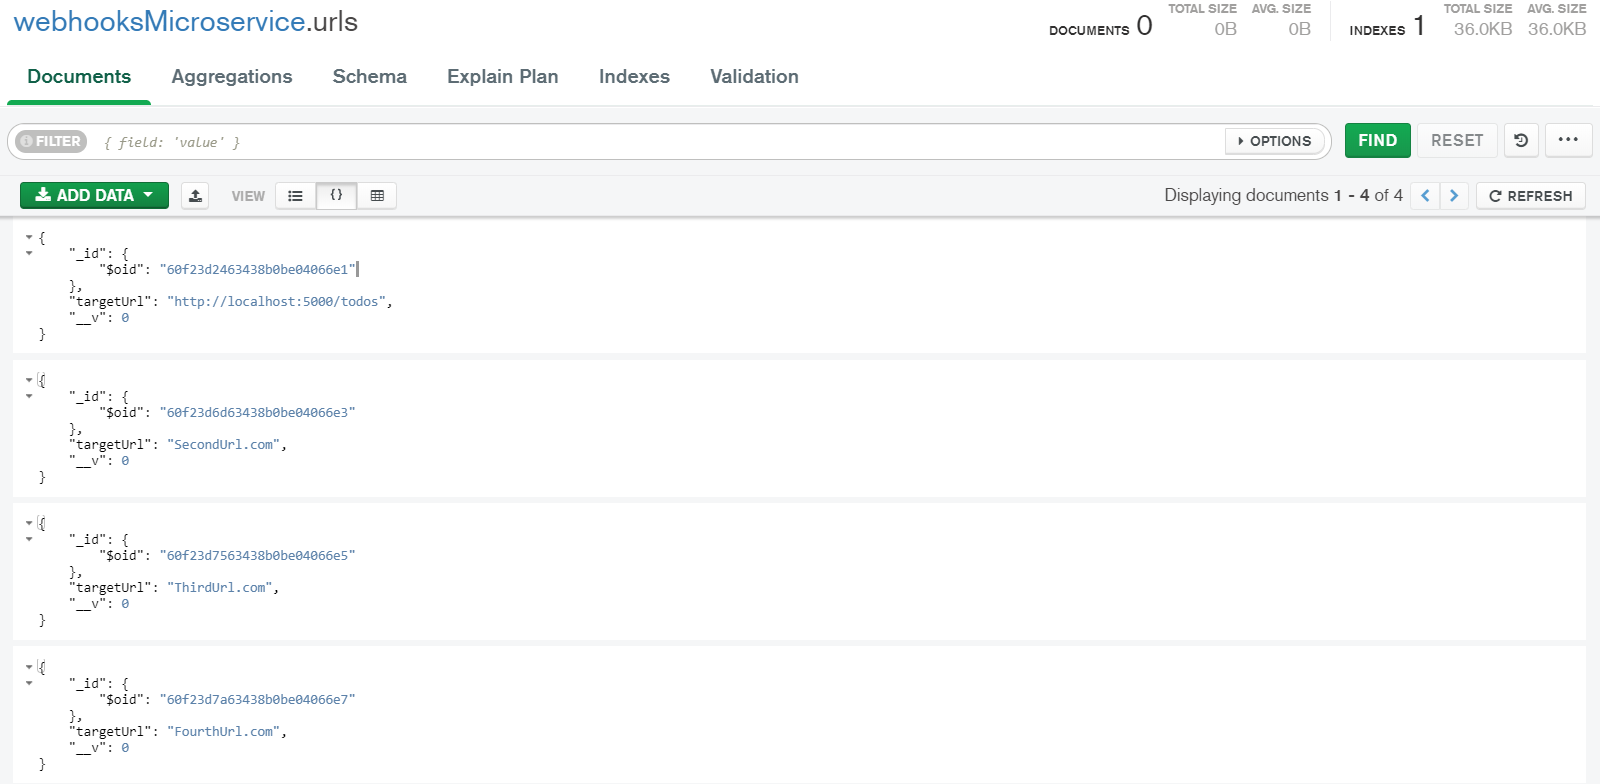 webhooksMicroservice.urls
DOCUMENTS 0 TOTAL SIZE 0B AVG. SIZE 0B INDEXES 1 TOTAL SIZE 36.0KB AVG. SIZE 36.0KB
Documents Aggregations Schema Explain Plan Indexes Validation
FILTER { field: 'value' } OPTIONS FIND RESET ...
ADD DATA VIEW {} Displaying documents 1 - 4 of 4 REFRESH
{
"_id": {
"$oid": "60f23d2463438b0be04066e1"
},
"targetUrl": "http://localhost:5000/todos",
"__v": 0
}
{
"_id": {
"$oid": "60f23d6d63438b0be04066e3"
},
"targetUrl": "SecondUrl.com",
"__v": 0
}
{
"_id": {
"$oid": "60f23d7563438b0be04066e5"
},
"targetUrl": "ThirdUrl.com",
"__v": 0
}
{
"_id": {
"$oid": "60f23d7a63438b0be04066e7"
},
"targetUrl": "FourthUrl.com",
"__v": 0
}